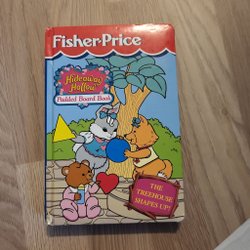 Fisher-Price
Hideaway
Hollow
Padded Board Book
THE
TREEHOUSE
SHAPES UP!